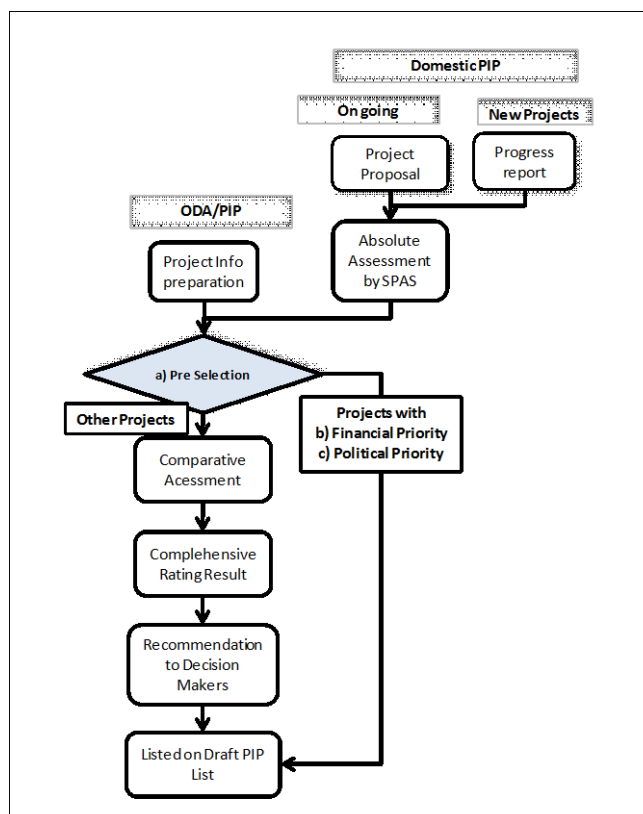 Domestic PIP
On going
New Projects
Project
Proposal
Progress
report
ODA/PIP
Project Info
preparation
Absolute
Assessment
by SPAS
a) Pre Selection
Other Projects
Projects with
b) Financial Priority
c) Political Priority
Comparative
Acessment
Complehensive
Rating Result
Recommendation
to Decision
Makers
Listed on Draft PIP
List